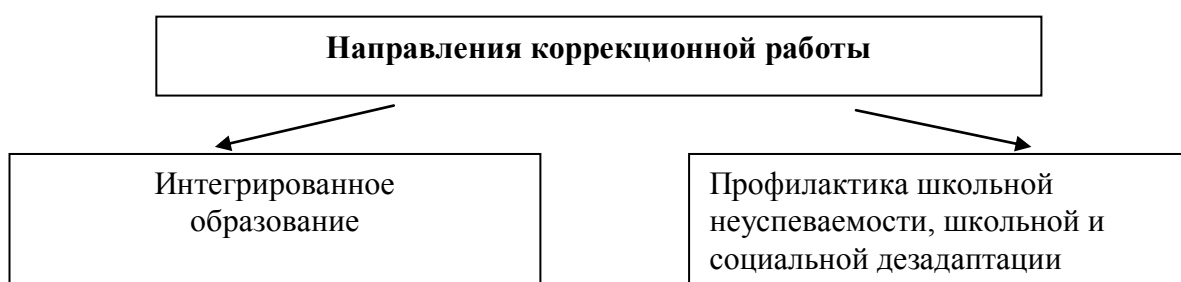 Направления коррекционной работы
Интегрированное
образование
Профилактика школьной
неуспеваемости, школьной и
социальной дезадаптации